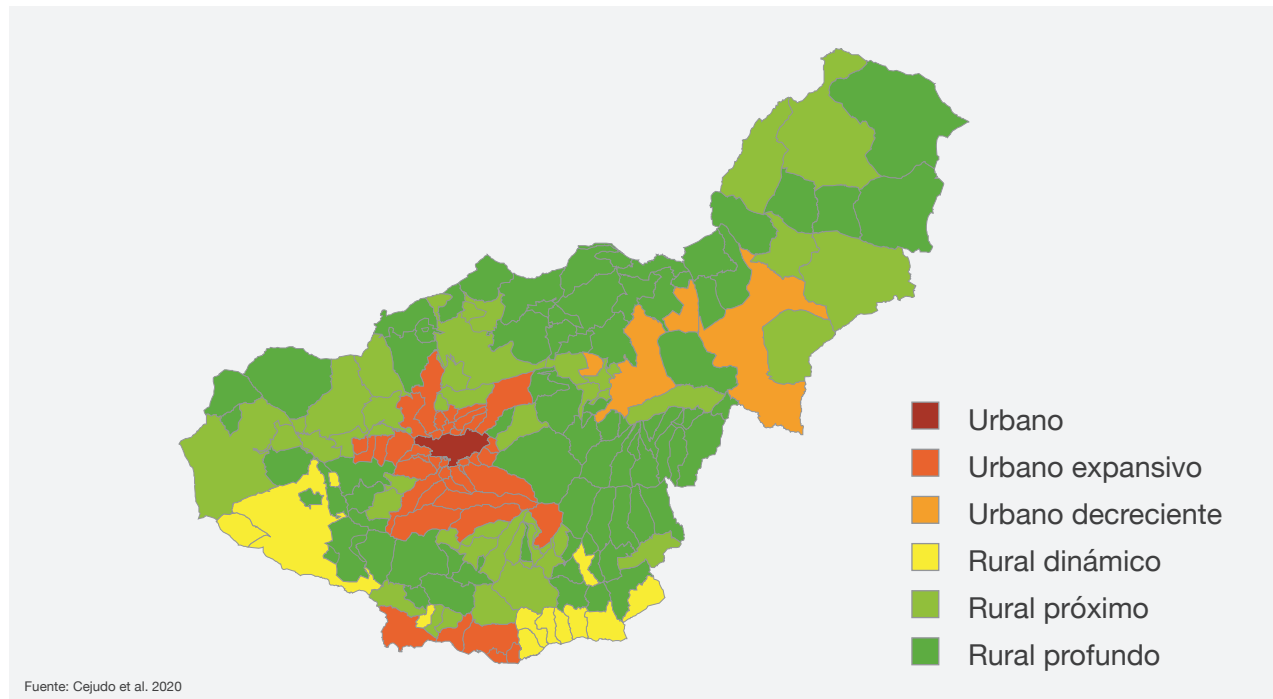 Urbano
Urbano expansivo
Urbano decreciente
Rural dinámico
Rural próximo
Rural profundo
Fuente: Cejudo et al. 2020